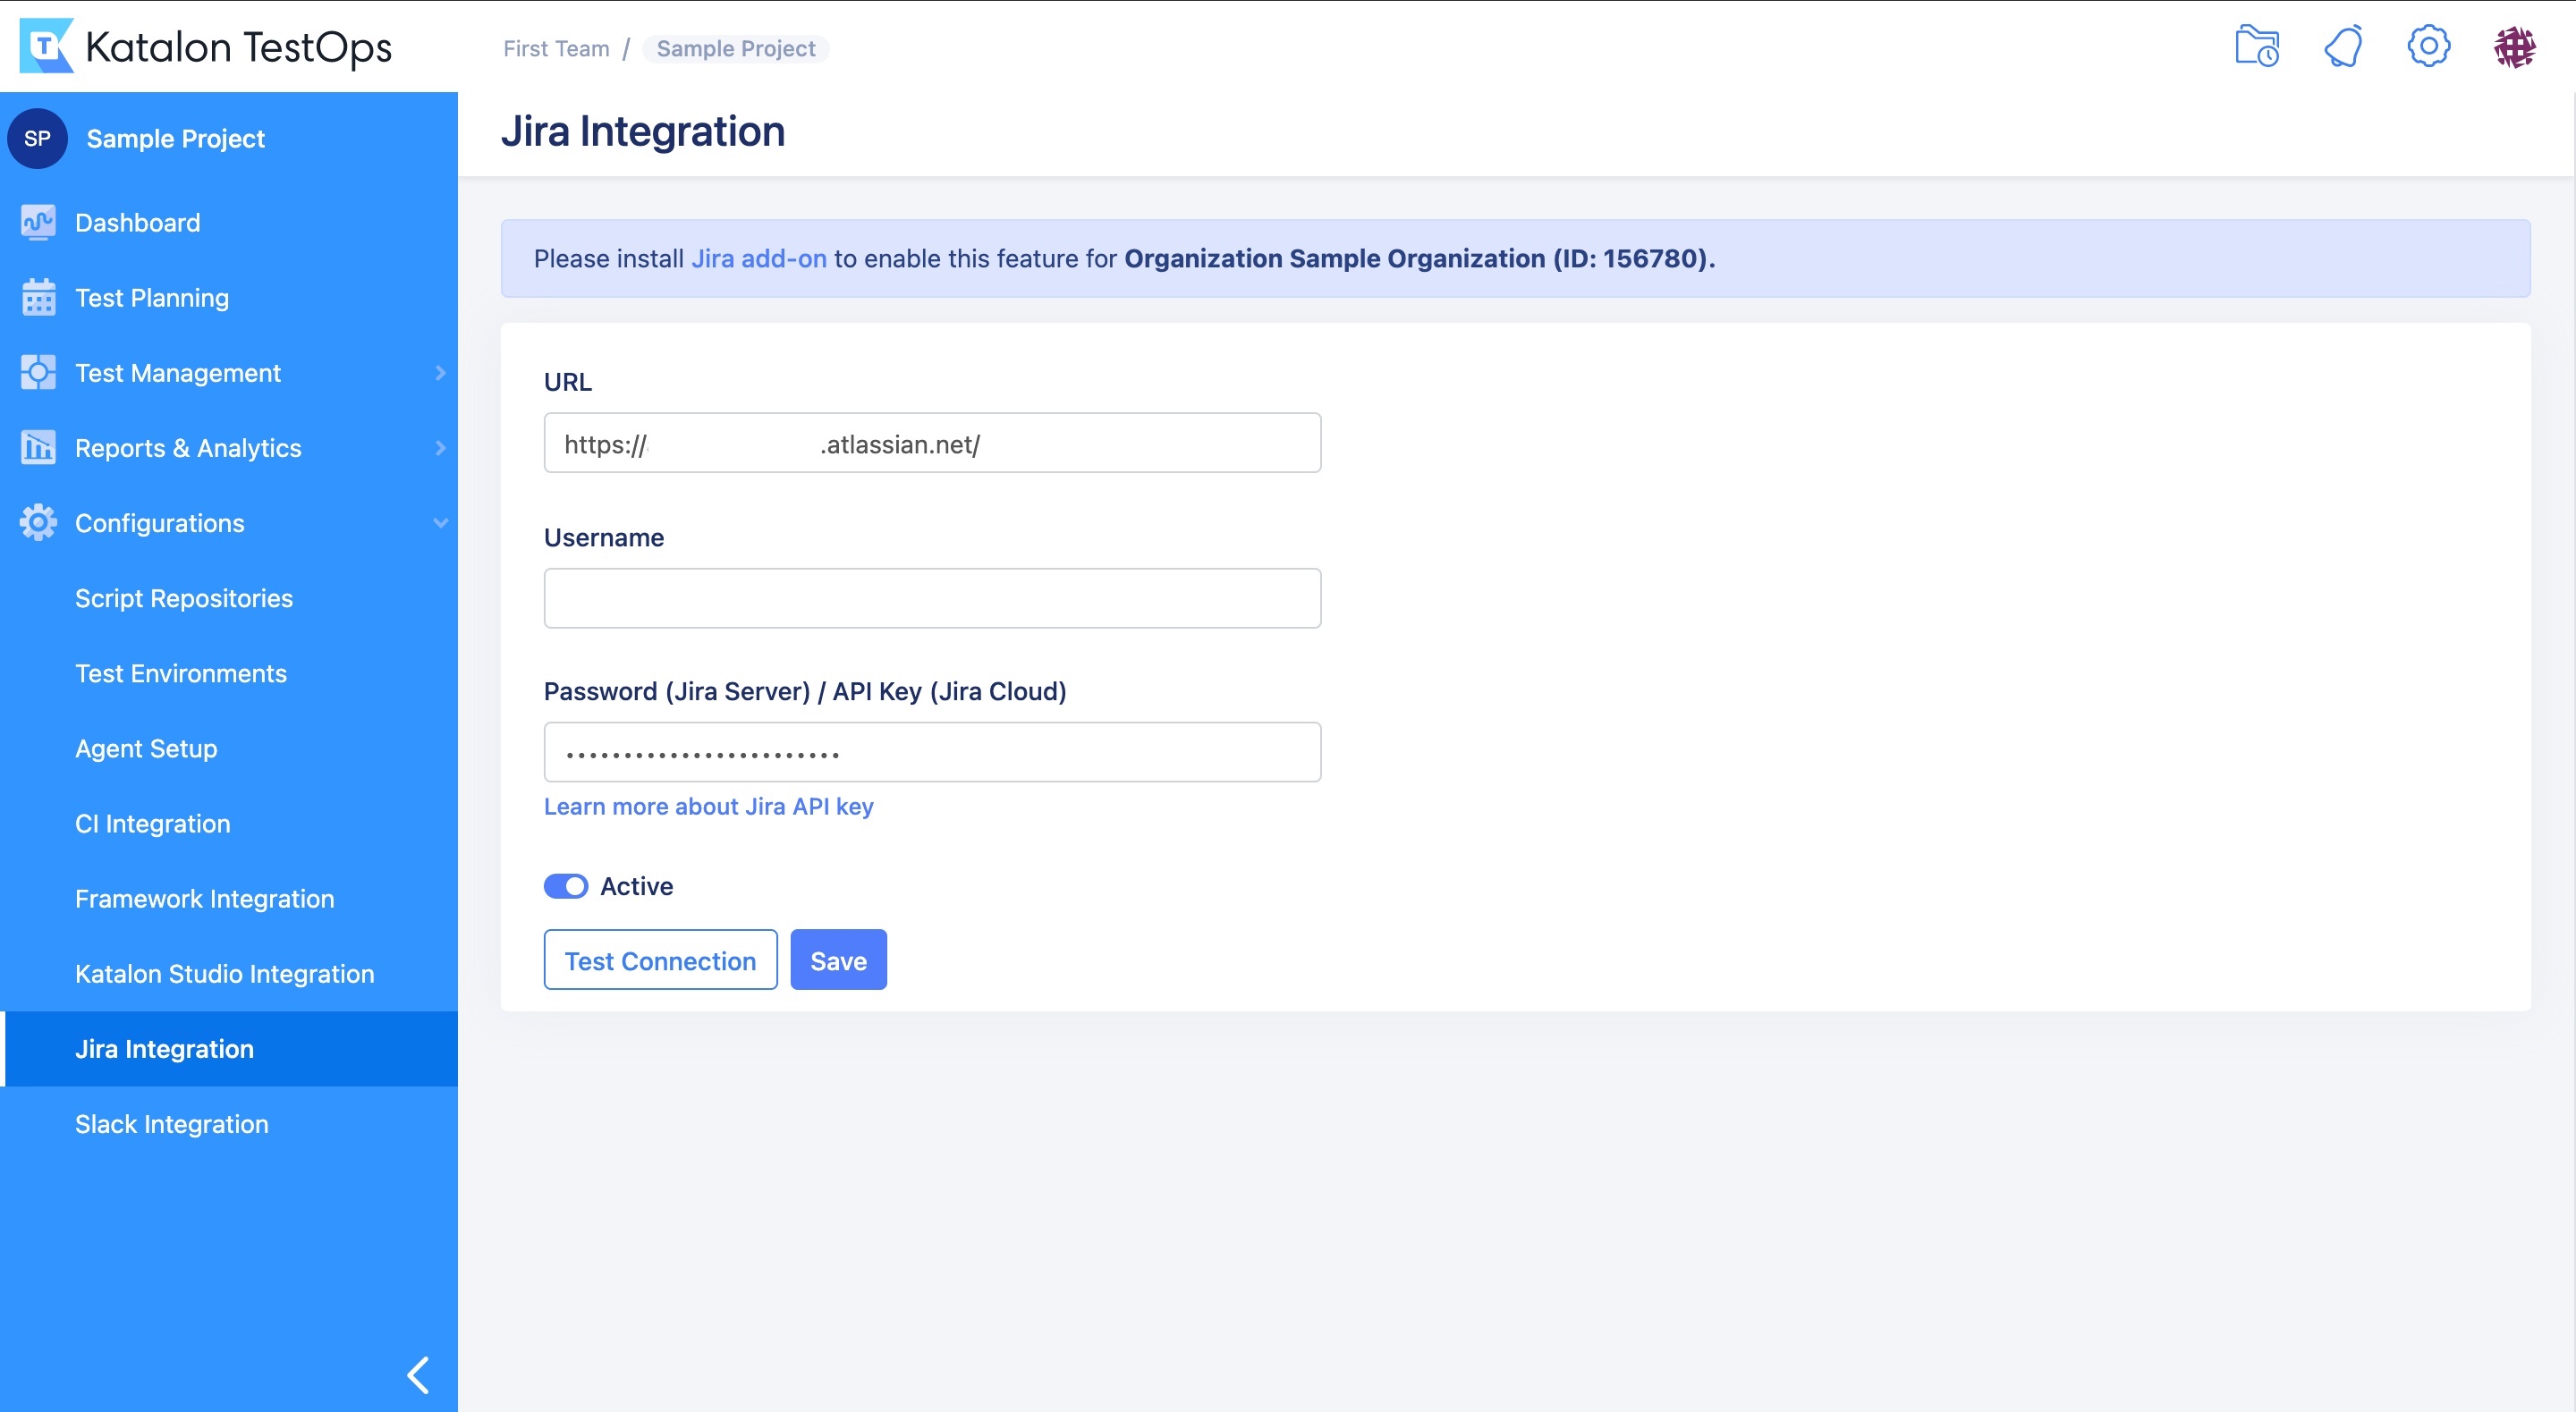 Katalon TestOps
First Team / Sample Project
SP Sample Project
Dashboard
Test Planning
Test Management
Reports & Analytics
Configurations
Script Repositories
Test Environments
Agent Setup
CI Integration
Framework Integration
Katalon Studio Integration
Jira Integration
Slack Integration
Jira Integration
Please install Jira add-on to enable this feature for Organization Sample Organization (ID: 156780).
URL
https:// .atlassian.net/
Username
Password (Jira Server) / API Key (Jira Cloud)
••••••••••••••••••••••••
Learn more about Jira API key
Active
Test Connection
Save